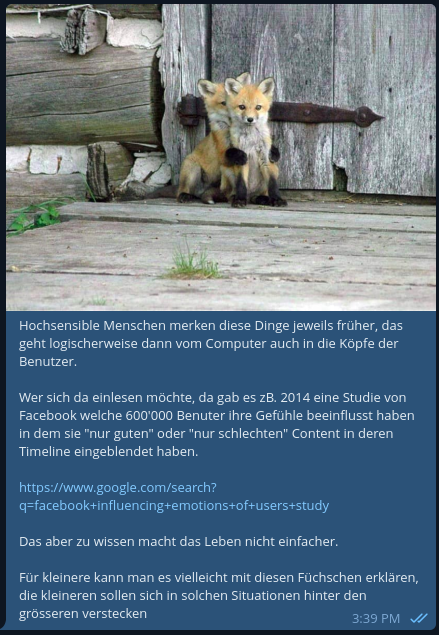 Hochsensible Menschen merken diese Dinge jeweils früher, das
geht logischerweise dann vom Computer auch in die Köpfe der
Benutzer.
Wer sich da einlesen möchte, da gab es zB. 2014 eine Studie von
Facebook welche 600'000 Benuter ihre Gefühle beeinflusst haben
in dem sie "nur guten" oder "nur schlechten" Content in deren
Timeline eingeblendet haben.
https://www.google.com/search?
q=facebook+influencing+emotions+of+users+study
Das aber zu wissen macht das Leben nicht einfacher.
Für kleinere kann man es vielleicht mit diesen Füchschen erklären,
die kleineren sollen sich in solchen Situationen hinter den
grösseren verstecken
3:39 PM